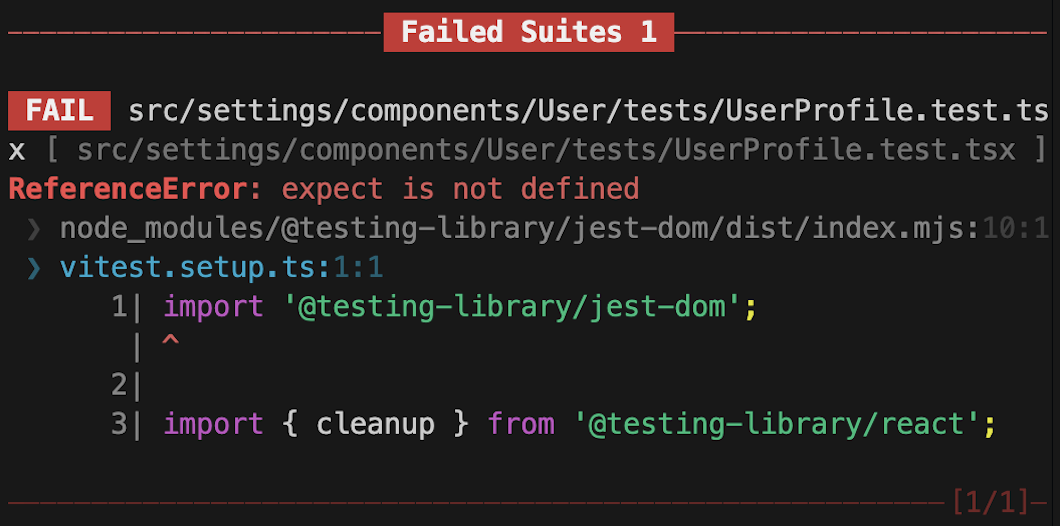 Failed Suites 1
FAIL src/settings/components/User/tests/UserProfile.test.ts
x [ src/settings/components/User/tests/UserProfile.test.tsx ]
ReferenceError: expect is not defined
❯ node_modules/@testing-library/jest-dom/dist/index.mjs:10:1
❯ vitest.setup.ts:1:1
1| import '@testing-library/jest-dom';
| ^
2|
3| import { cleanup } from '@testing-library/react';
[1/1]